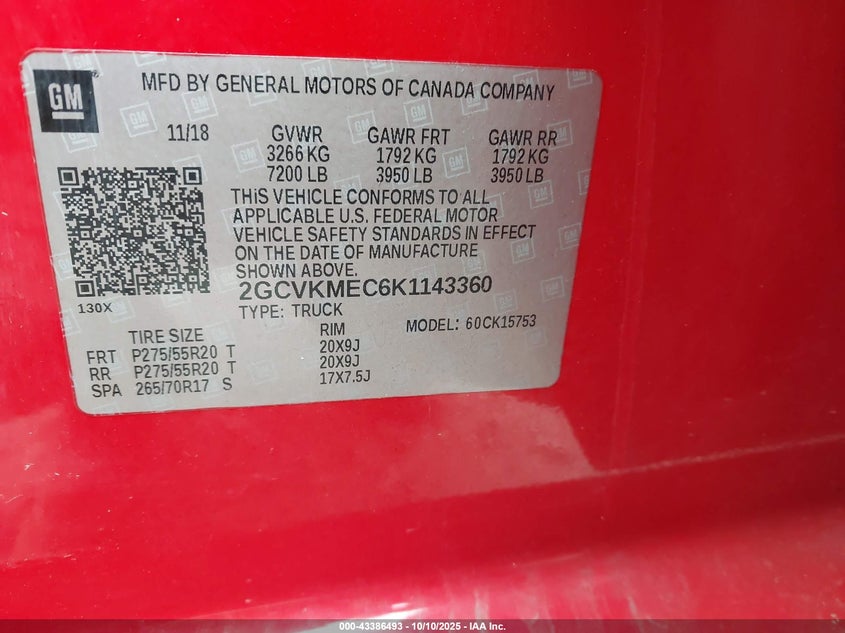 GM
MFD BY GENERAL MOTORS OF CANADA COMPANY
11/18 GVWR GAWR FRT GAWR RR
3266 KG 1792 KG 1792 KG
7200 LB 3950 LB 3950 LB
THiS VEHICLE CONFORMS TO ALL
APPLICABLE U.S. FEDERAL MOTOR
VEHICLE SAFETY STANDARDS IN EFFECT
ON THE DATE OF MANUFACTURE
SHOWN ABOVE.
2GCVKMEC6K1143360
130X
TYPE: TRUCK
MODEL: 60CK15753
TIRE SIZE RIM
FRT P275/55R20 T 20X9J
RR P275/55R20 T 20X9J
SPA 265/70R17 S 17X7.5J
000-43386493 - 10/10/2025 - IAA Inc.